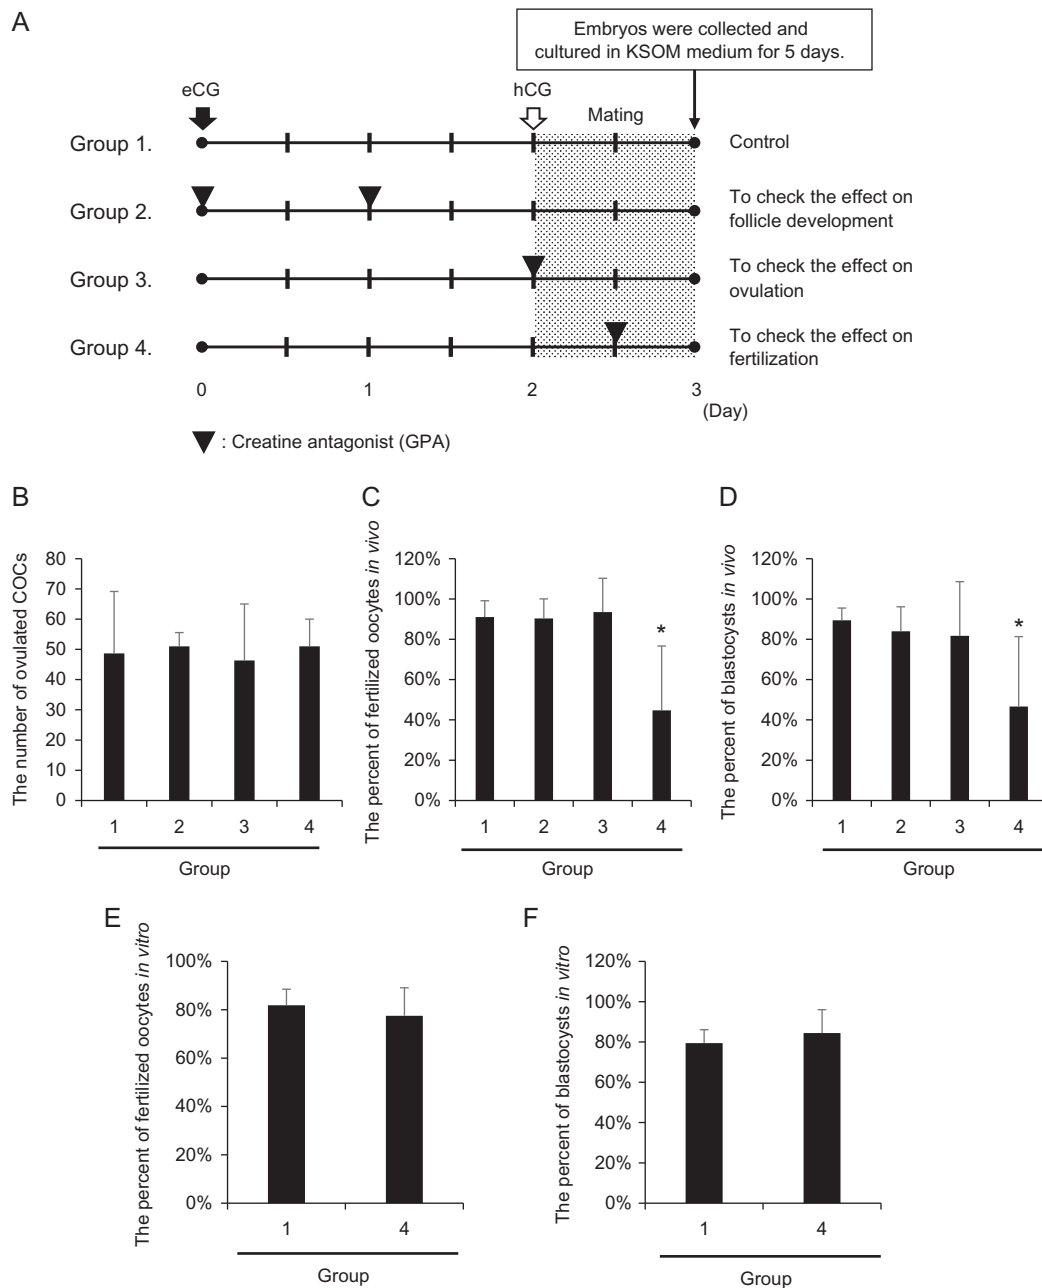 A
Embryos were collected and
cultured in KSOM medium for 5 days.
eCG
hCG
Mating
Group 1.
Control
Group 2.
To check the effect on
follicle development
Group 3.
To check the effect on
ovulation
Group 4.
To check the effect on
fertilization
0 1 2 3
(Day)
: Creatine antagonist (GPA)
B
The number of ovulated COCs
80
70
60
50
40
30
20
10
0
1 2 3 4
Group
C
The percent of fertilized oocytes in vivo
120%
100%
80%
60%
40%
20%
0%
*
1 2 3 4
Group
D
The percent of blastocysts in vivo
120%
100%
80%
60%
40%
20%
0%
*
1 2 3 4
Group
E
The percent of fertilized oocytes in vitro
100%
80%
60%
40%
20%
0%
1 4
Group
F
The percent of blastocysts in vitro
120%
100%
80%
60%
40%
20%
0%
1 4
Group